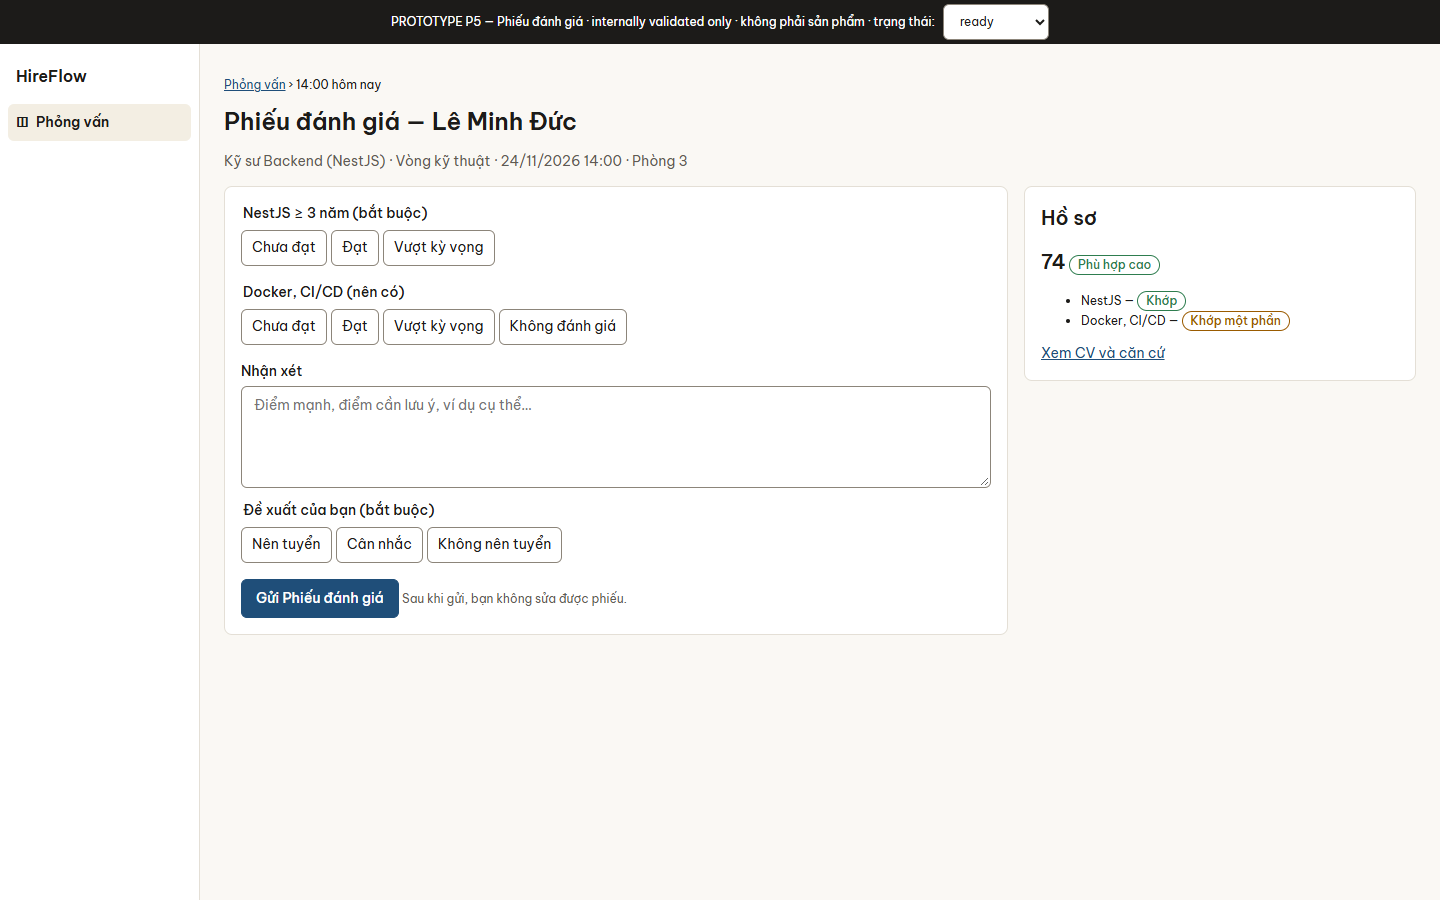 PROTOTYPE P5 — Phiếu đánh giá · internally validated only · không phải sản phẩm · trạng thái: ready
HireFlow
Phỏng vấn
Phỏng vấn › 14:00 hôm nay
Phiếu đánh giá — Lê Minh Đức
Kỹ sư Backend (NestJS) · Vòng kỹ thuật · 24/11/2026 14:00 · Phòng 3
NestJS ≥ 3 năm (bắt buộc)
Chưa đạt Đạt Vượt kỳ vọng
Docker, CI/CD (nên có)
Chưa đạt Đạt Vượt kỳ vọng Không đánh giá
Nhận xét
Điểm mạnh, điểm cần lưu ý, ví dụ cụ thể...
Đề xuất của bạn (bắt buộc)
Nên tuyển Cân nhắc Không nên tuyển
Gửi Phiếu đánh giá Sau khi gửi, bạn không sửa được phiếu.
Hồ sơ
74 Phù hợp cao
• NestJS — Khớp
• Docker, CI/CD — Khớp một phần
Xem CV và căn cứ